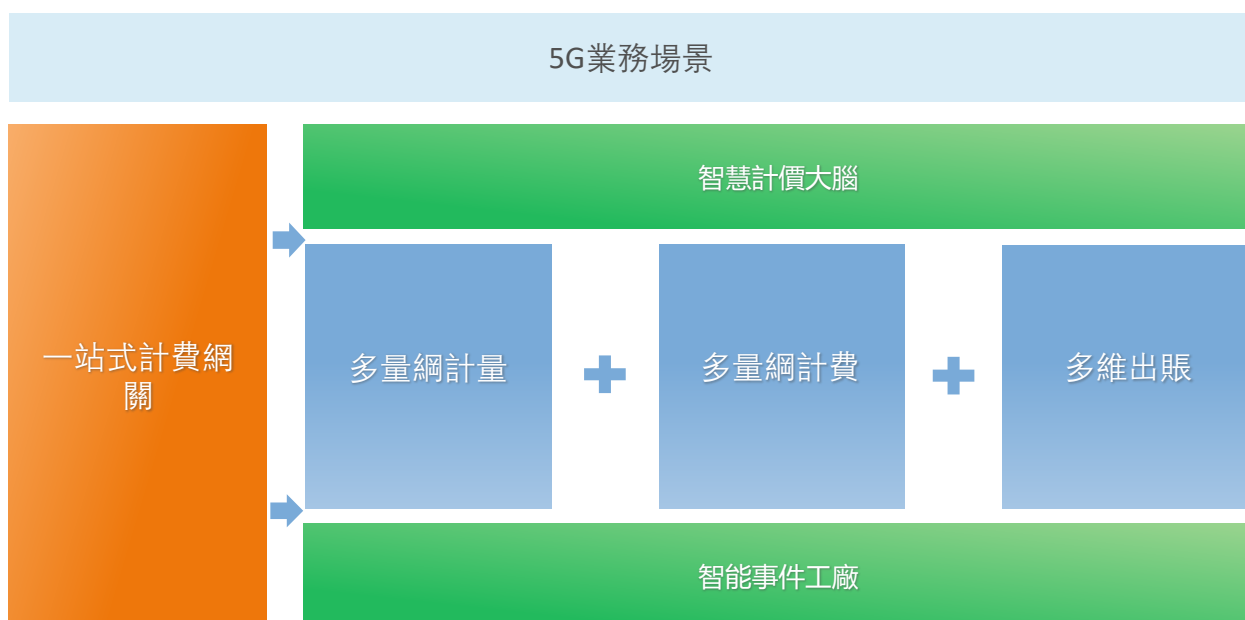 5G業務場景
智慧計價大腦
一站式計費網
關
多量綱計量
多量綱計費
多維出賬
智能事件工廠